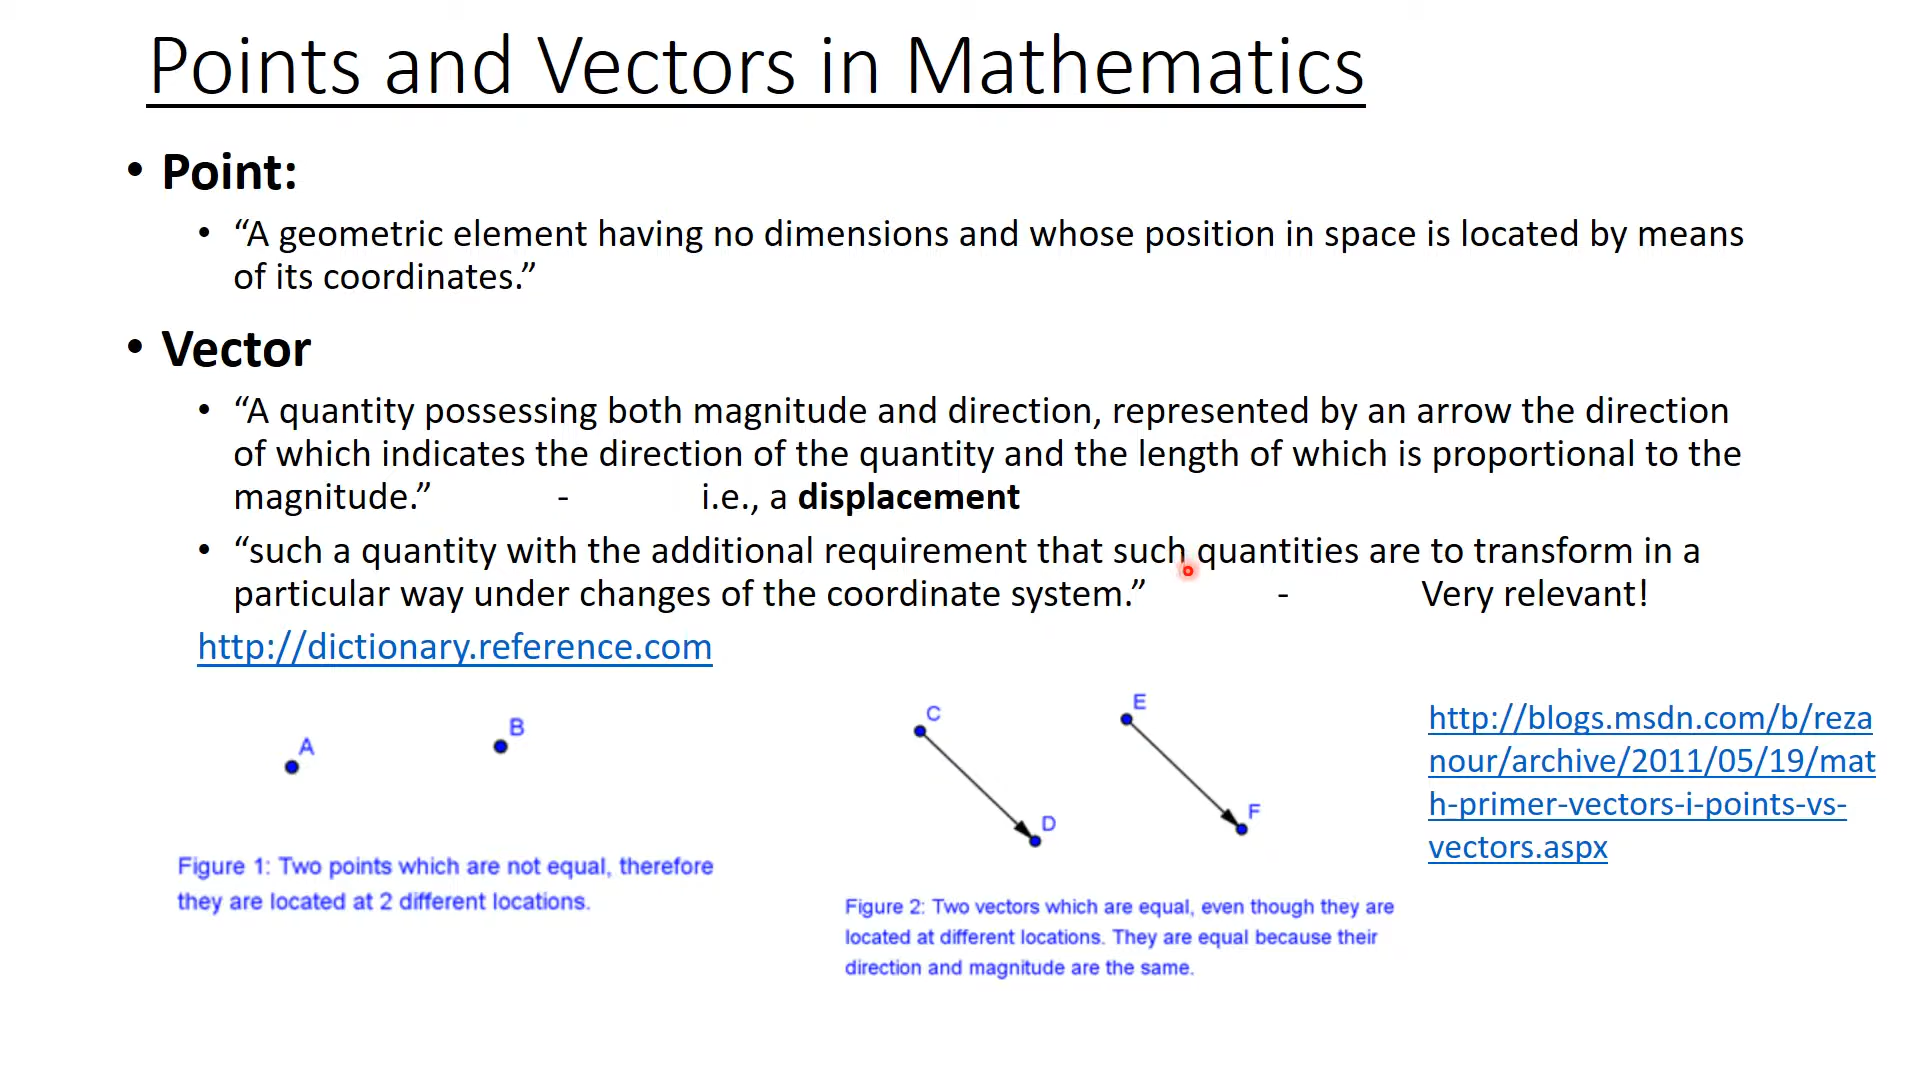 Points and Vectors in Mathematics
• Point:
• “A geometric element having no dimensions and whose position in space is located by means
of its coordinates.”
• Vector
• “A quantity possessing both magnitude and direction, represented by an arrow the direction
of which indicates the direction of the quantity and the length of which is proportional to the
magnitude.” - i.e., a displacement
• “such a quantity with the additional requirement that such quantities are to transform in a
particular way under changes of the coordinate system.” - Very relevant!
http://dictionary.reference.com
A
B
Figure 1: Two points which are not equal, therefore
they are located at 2 different locations.
C
D
E
F
Figure 2: Two vectors which are equal, even though they are
located at different locations. They are equal because their
direction and magnitude are the same.
http://blogs.msdn.com/b/reza
nour/archive/2011/05/19/mat
h-primer-vectors-i-points-vs-
vectors.aspx